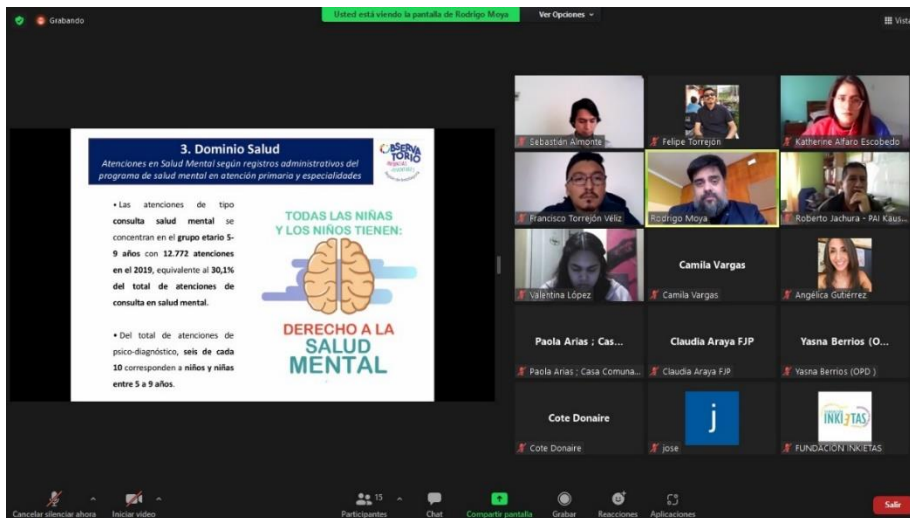 Grabando
Usted está viendo la pantalla de Rodrigo Moya
Ver Opciones
Vista
3. Dominio Salud
Atenciones en Salud Mental según registros administrativos del
programa de salud mental en atención primaria y especialidades
OBSERVA
TORIO
• Las atenciones de tipo
consulta salud mental se
concentran en el grupo etario 5-
9 años con 12.772 atenciones
en el 2019, equivalente al 30,1%
del total de atenciones de
consulta en salud mental.
• Del total de atenciones de
psico-diagnóstico, seis de cada
10 corresponden a niños y niñas
entre 5 a 9 años.
TODAS LAS NIÑAS
Y LOS NIÑOS TIENEN:
DERECHO A LA
SALUD
MENTAL
Sebastián Almonte
Felipe Torrejón
Katherine Alfaro Escobedo
Francisco Torrejón Véliz
Rodrigo Moya
Roberto Jachura - PAI Kaus...
Valentina López
Camila Vargas
Camila Vargas
Angélica Gutiérrez
Paola Arias ; Cas...
Paola Arias ; Casa Comuna...
Claudia Araya FJP
Claudia Araya FJP
Yasna Berrios (O...
Yasna Berrios (OPD )
Cote Donaire
Cote Donaire
j
jose
INKIETAS
FUNDACIÓN INKIETAS
Cancelar silenciar ahora
Iniciar video
15
Participantes
Chat
Compartir pantalla
Grabar
Reacciones
Aplicaciones
Salir